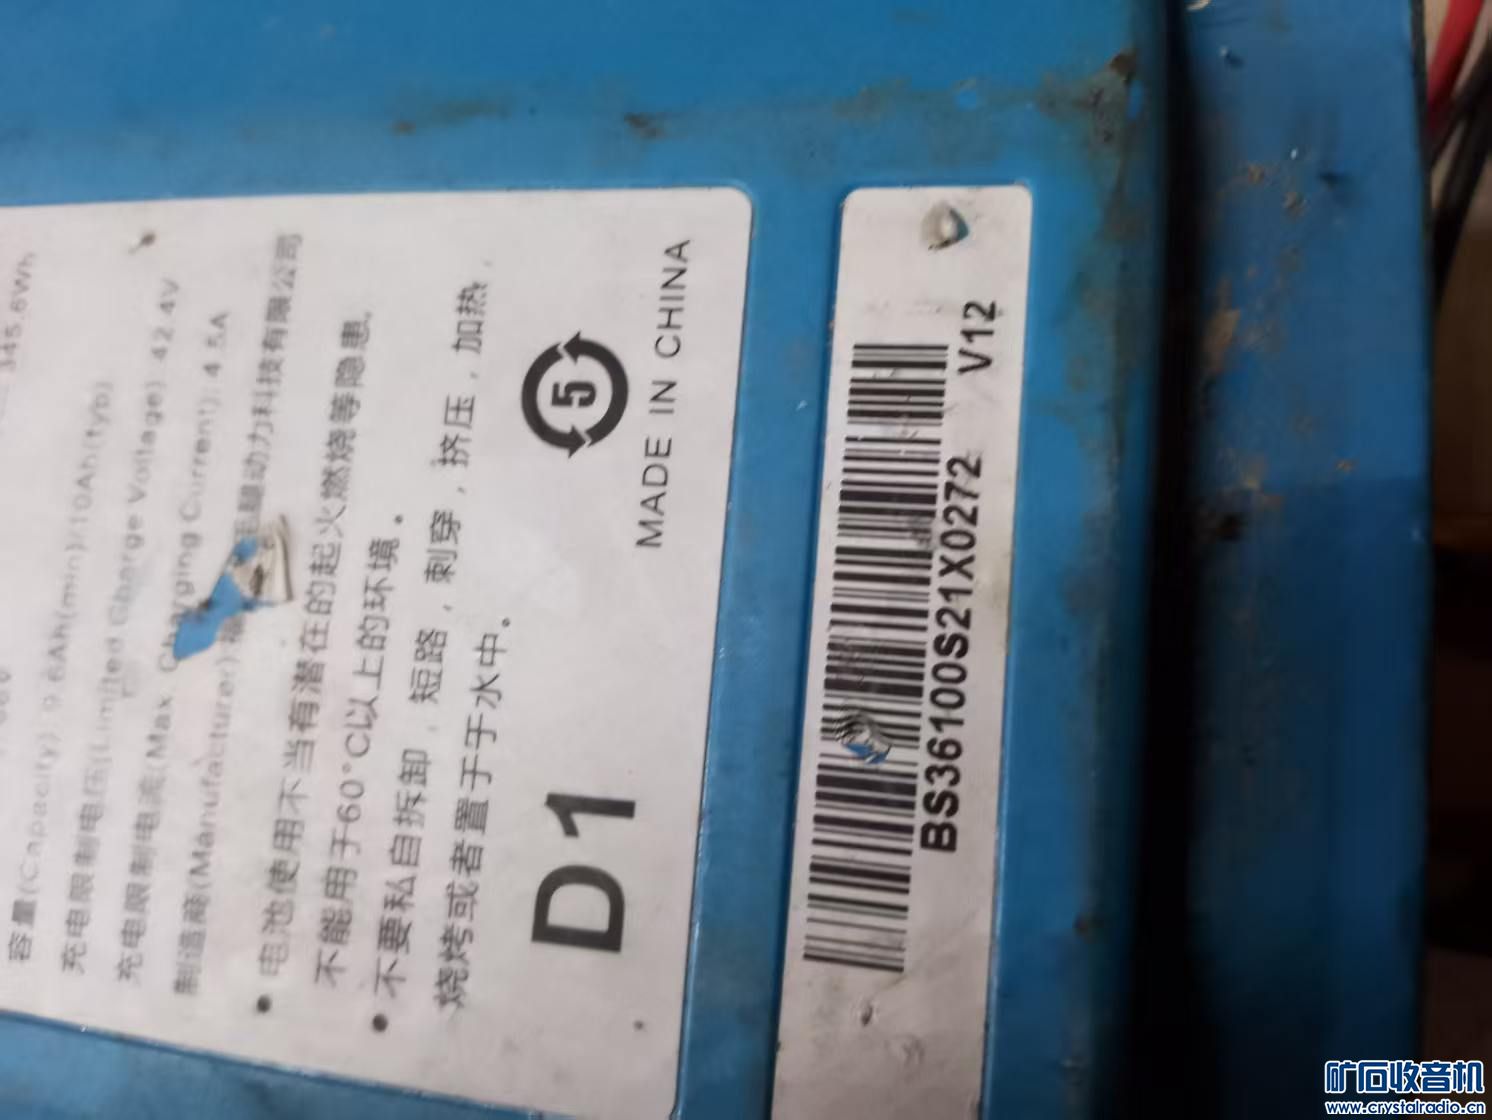 345.6Wh
容量(Capacity):9.6Ah(min)/10Ah(typ)
充电限制电压(Limited Charge Voltage):42.4V
充电限制电流(Max Charging Current):4.5A
制造商(Manufacturer):福 动力科技有限公司
• 电池使用不当有潜在的起火燃烧等隐患,
不能用于60°C以上的环境。
• 不要私自拆卸,短路,刺穿,挤压,加热,
烧烤或者置于于水中。
D1
5
MADE IN CHINA
BS36100S21X0272 V12
矿石收音机
www.crystalradio.cn